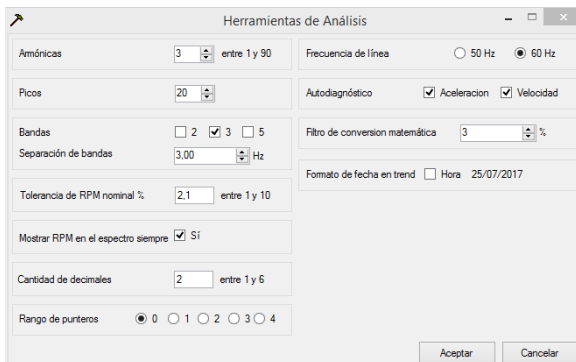 Herramientas de Análisis
Armónicas 3 entre 1 y 90
Picos 20
Bandas 2 3 5
Separación de bandas 3,00 Hz
Tolerancia de RPM nominal % 2,1 entre 1 y 10
Mostrar RPM en el espectro siempre Sí
Cantidad de decimales 2 entre 1 y 6
Rango de punteros 0 1 2 3 4
Frecuencia de línea 50 Hz 60 Hz
Autodiagnóstico Aceleracion Velocidad
Filtro de conversion matemática 3 %
Formato de fecha en trend Hora 25/07/2017
Aceptar Cancelar